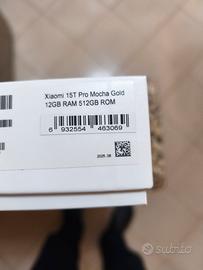 Xiaomi 15T Pro Mocha Gold
12GB RAM 512GB ROM
6 932554 463069
2025.08
subito